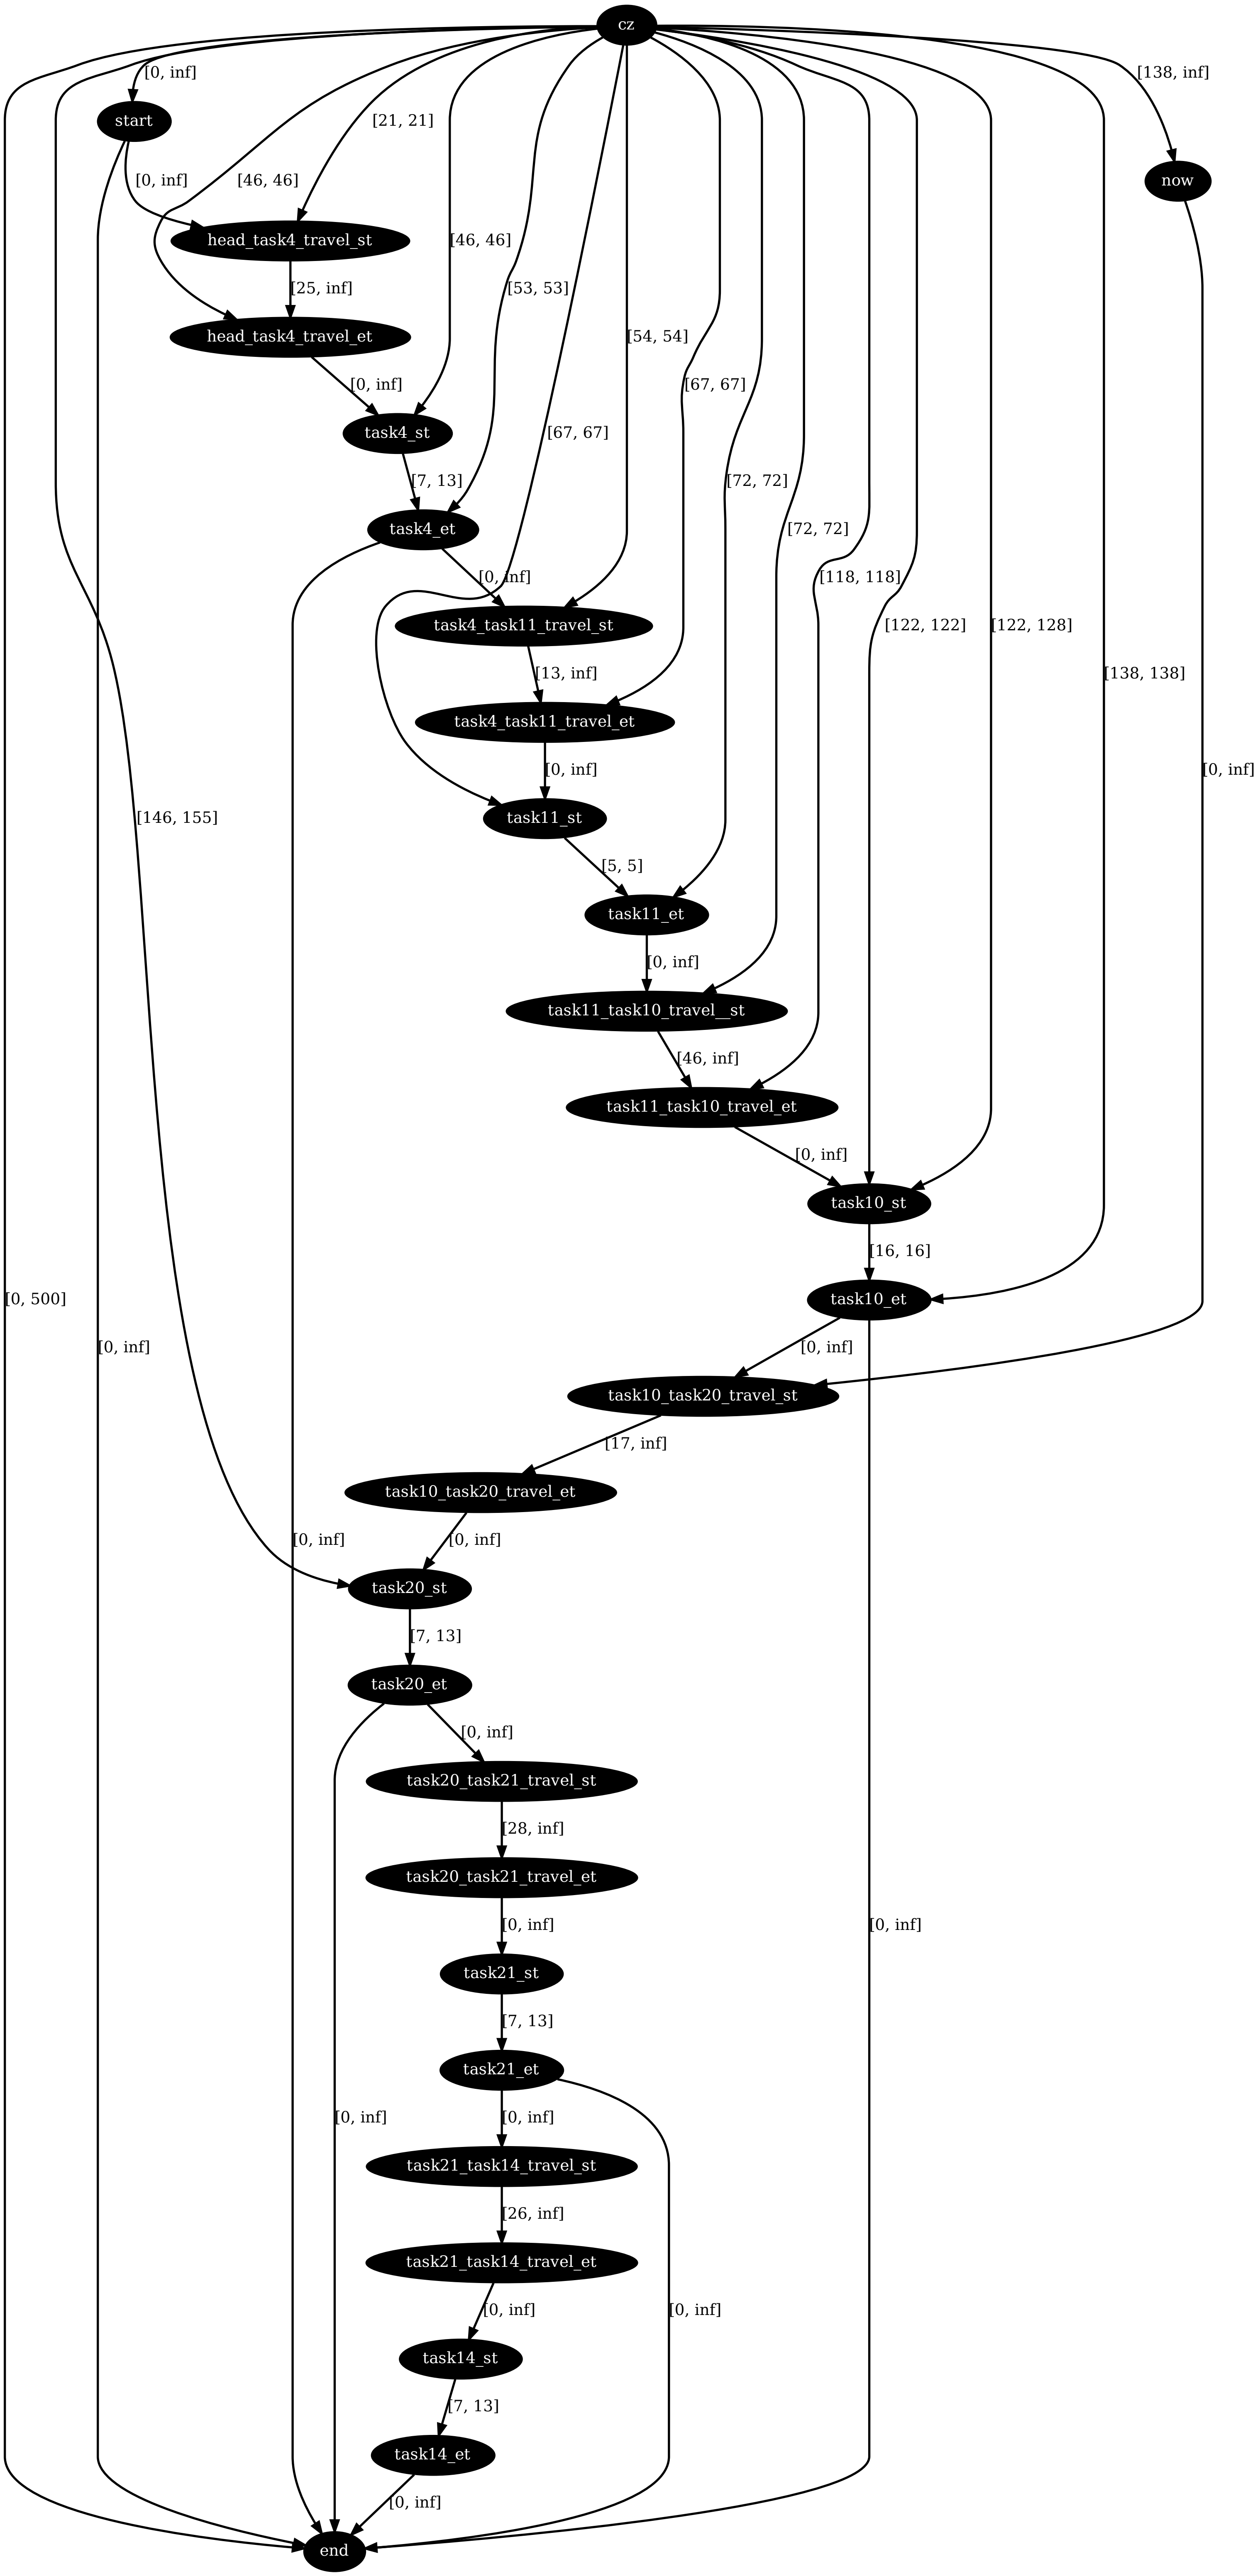 cz
[0, inf]
[138, inf]
start
[21, 21]
now
[0, inf]
[46, 46]
head_task4_travel_st
[46, 46]
[25, inf]
[53, 53]
head_task4_travel_et
[54, 54]
[0, inf]
[67, 67]
task4_st
[67, 67]
[7, 13]
[72, 72]
task4_et
[72, 72]
[0, inf]
[118, 118]
task4_task11_travel_st
[122, 122]
[122, 128]
[13, inf]
[138, 138]
task4_task11_travel_et
[0, inf]
[0, inf]
[146, 155]
task11_st
[5, 5]
task11_et
[0, inf]
task11_task10_travel__st
[46, inf]
task11_task10_travel_et
[0, inf]
task10_st
[16, 16]
[0, 500]
task10_et
[0, inf]
[0, inf]
task10_task20_travel_st
[17, inf]
task10_task20_travel_et
[0, inf]
[0, inf]
task20_st
[7, 13]
task20_et
[0, inf]
task20_task21_travel_st
[28, inf]
task20_task21_travel_et
[0, inf]
[0, inf]
task21_st
[7, 13]
task21_et
[0, inf]
[0, inf]
task21_task14_travel_st
[26, inf]
task21_task14_travel_et
[0, inf]
[0, inf]
task14_st
[7, 13]
task14_et
[0, inf]
end